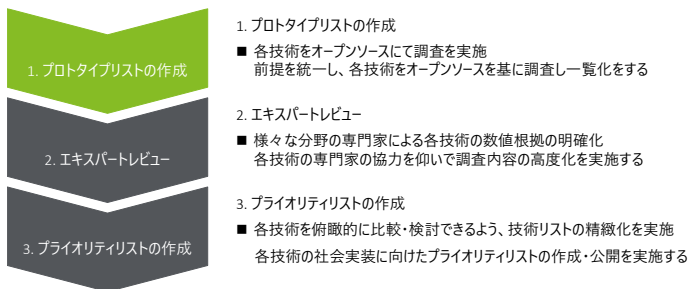 1. プロトタイプリストの作成
1. プロトタイプリストの作成
■ 各技術をオープンソースにて調査を実施
前提を統一し、各技術をオープンソースを基に調査し一覧化をする
2. エキスパートレビュー
2. エキスパートレビュー
■ 様々な分野の専門家による各技術の数値根拠の明確化
各技術の専門家の協力を仰いで調査内容の高度化を実施する
3. プライオリティリストの作成
3. プライオリティリストの作成
■ 各技術を俯瞰的に比較・検討できるよう、技術リストの精緻化を実施
各技術の社会実装に向けたプライオリティリストの作成・公開を実施する